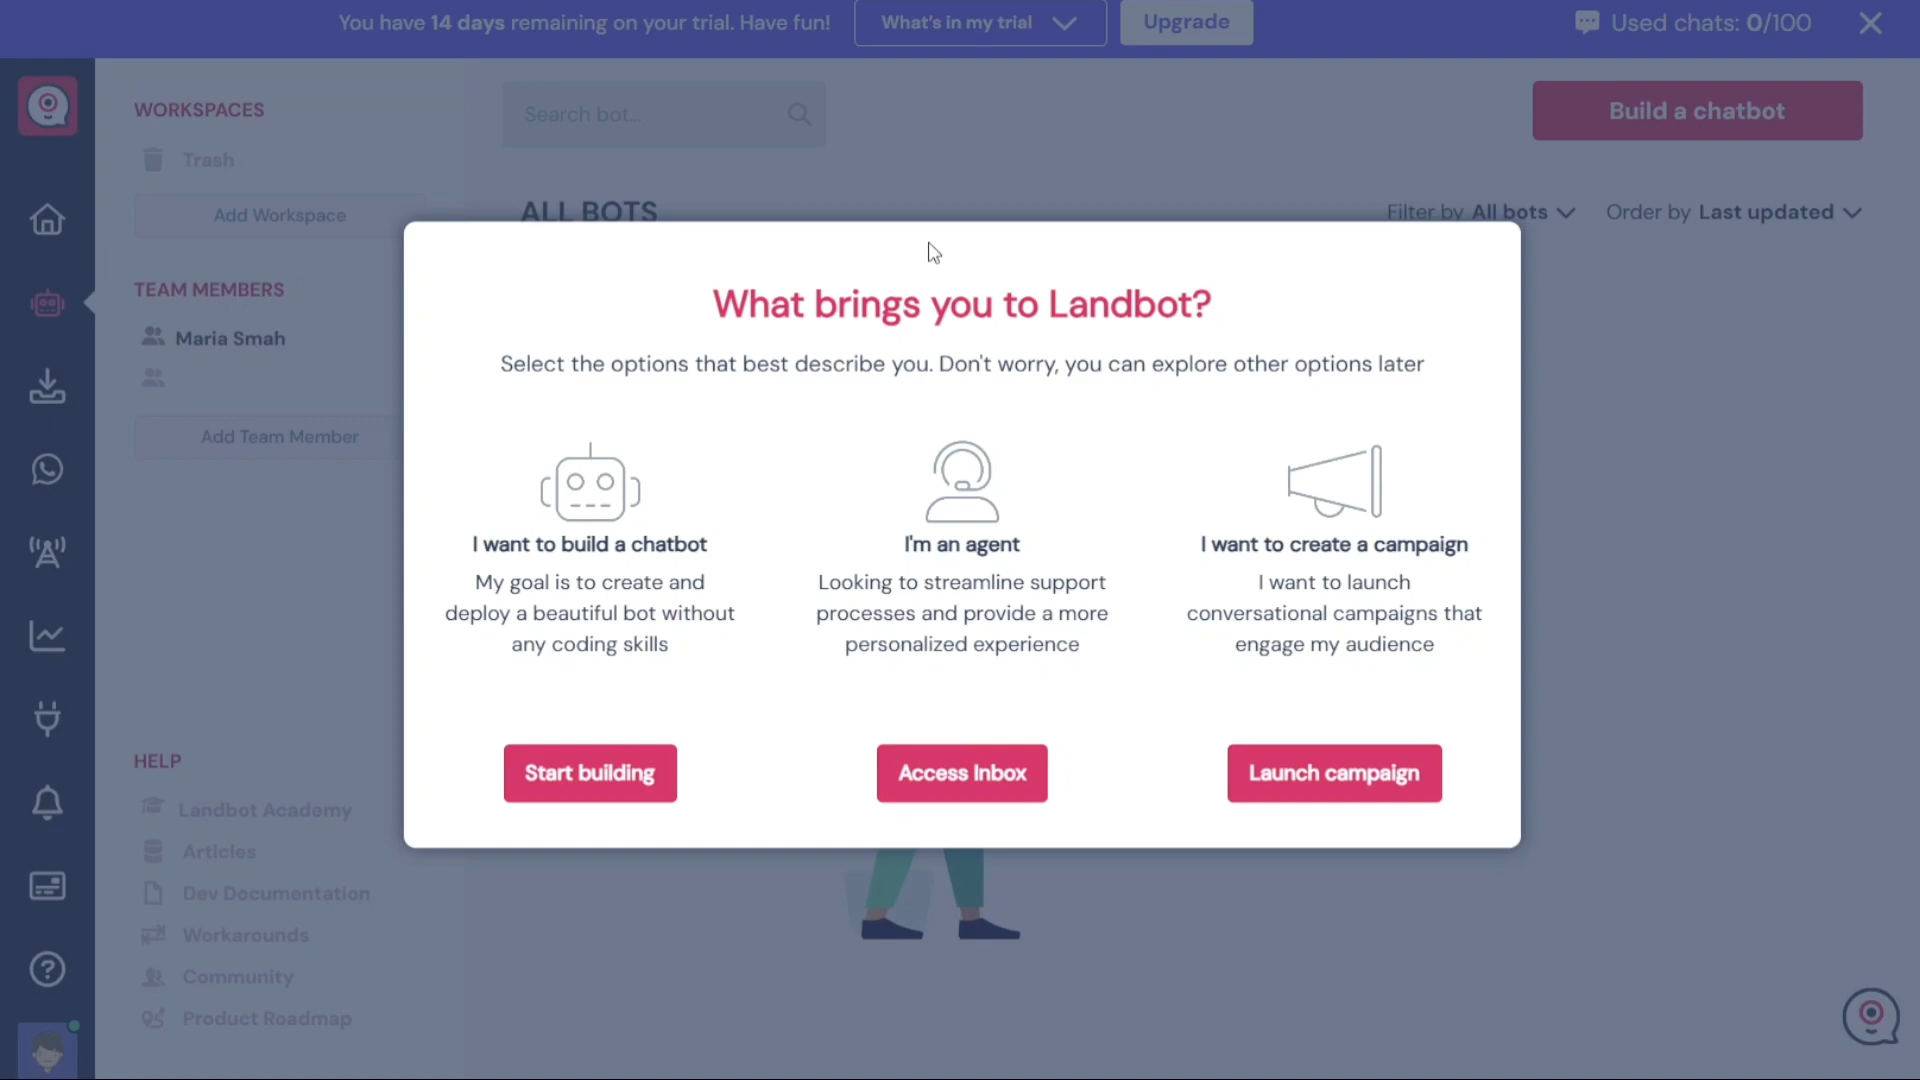 You have 14 days remaining on your trial. Have fun!
What's in my trial
Upgrade
Used chats: 0/100
WORKSPACES
Trash
Add Workspace
TEAM MEMBERS
Maria Smah
Add Team Member
HELP
Landbot Academy
Articles
Dev Documentation
Workarounds
Community
Product Roadmap
Search bot...
Build a chatbot
ALL BOTS
Filter by All bots
Order by Last updated
What brings you to Landbot?
Select the options that best describe you. Don't worry, you can explore other options later
I want to build a chatbot
My goal is to create and
deploy a beautiful bot without
any coding skills
Start building
I'm an agent
Looking to streamline support
processes and provide a more
personalized experience
Access Inbox
I want to create a campaign
I want to launch
conversational campaigns that
engage my audience
Launch campaign